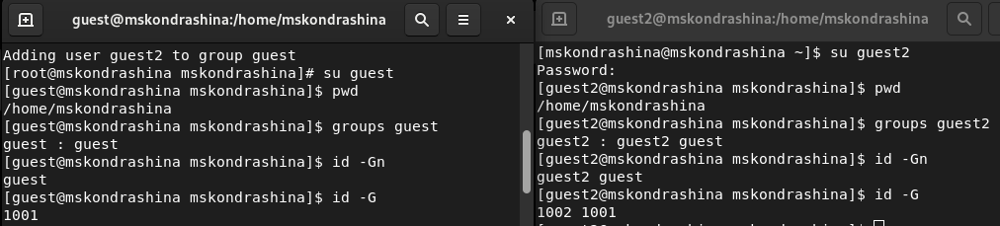 guest@mskondrashina:/home/mskondrashina
Adding user guest2 to group guest
[root@mskondrashina mskondrashina]# su guest
[guest@mskondrashina mskondrashina]$ pwd
/home/mskondrashina
[guest@mskondrashina mskondrashina]$ groups guest
guest : guest
[guest@mskondrashina mskondrashina]$ id -Gn
guest
[guest@mskondrashina mskondrashina]$ id -G
1001
guest2@mskondrashina:/home/mskondrashina
[mskondrashina@mskondrashina ~]$ su guest2
Password:
[guest2@mskondrashina mskondrashina]$ pwd
/home/mskondrashina
[guest2@mskondrashina mskondrashina]$ groups guest2
guest2 : guest2 guest
[guest2@mskondrashina mskondrashina]$ id -Gn
guest2 guest
[guest2@mskondrashina mskondrashina]$ id -G
1002 1001